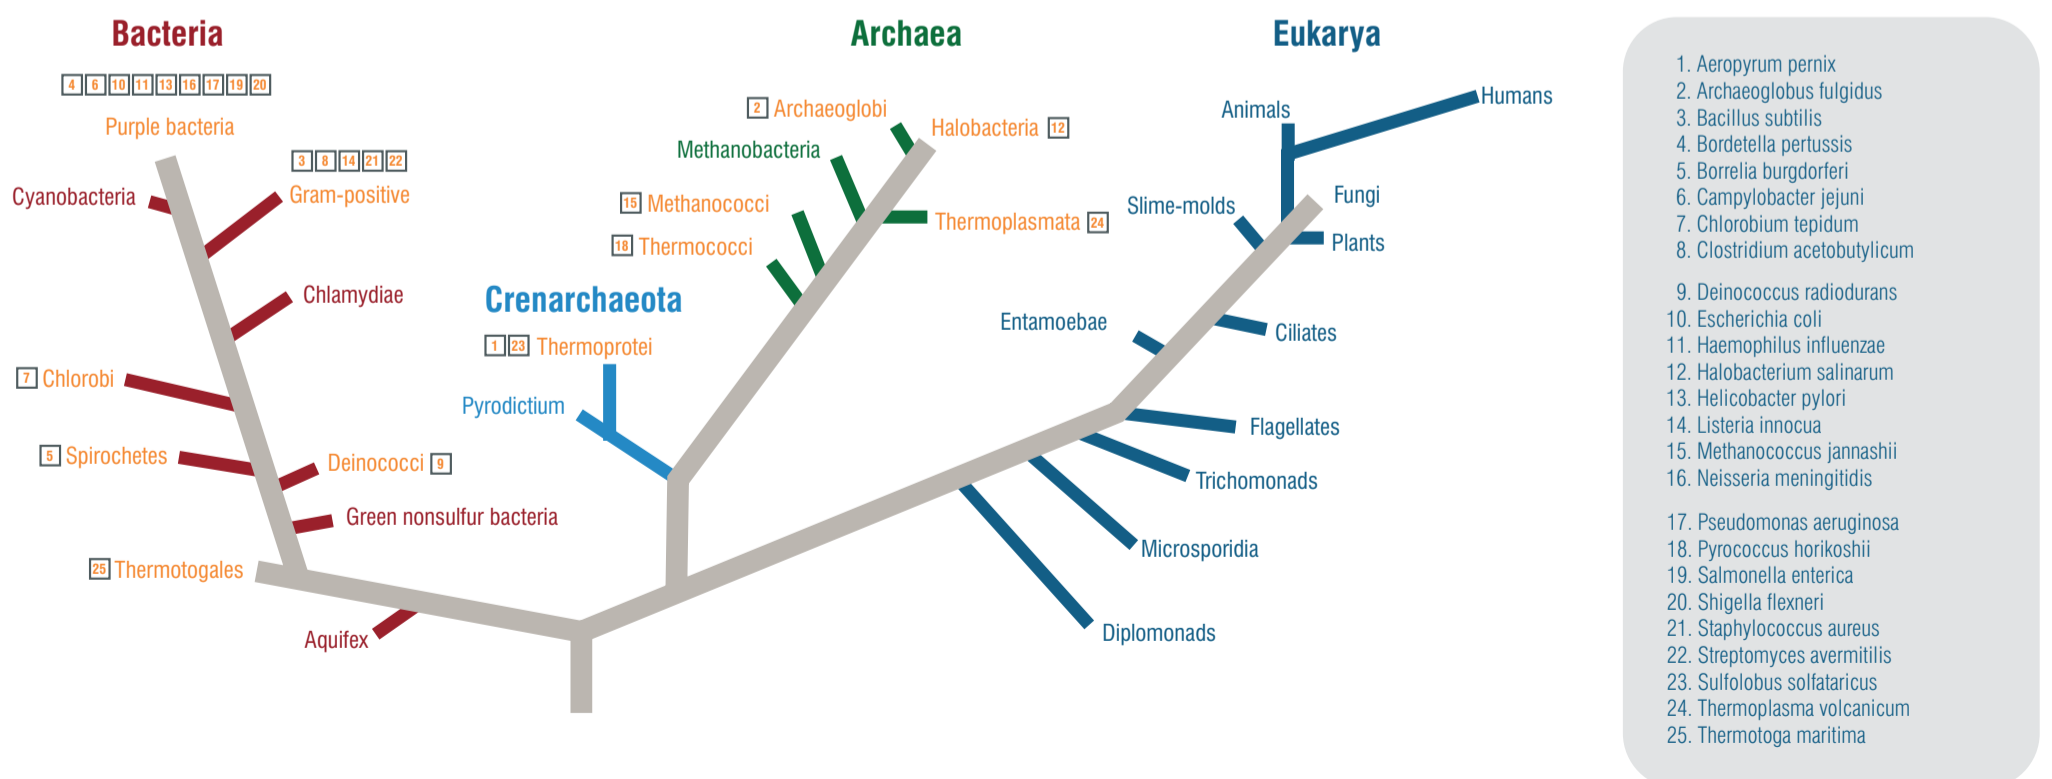 Bacteria
Archaea
Eukarya
4 6 10 11 13 16 17 19 20
Purple bacteria
3 8 14 21 22
Gram-positive
Cyanobacteria
Chlamydiae
7 Chlorobi
5 Spirochetes
Deinococci 9
Green nonsulfur bacteria
25 Thermotogales
Aquifex
Crenarchaeota
1 23 Thermoprotei
Pyrodictium
2 Archaeoglobi
Halobacteria 12
Methanobacteria
15 Methanococci
Thermoplasmata 24
18 Thermococci
Animals
Humans
Slime-molds
Fungi
Plants
Entamoebae
Ciliates
Flagellates
Trichomonads
Microsporidia
Diplomonads
1. Aeropyrum pernix
2. Archaeoglobus fulgidus
3. Bacillus subtilis
4. Bordetella pertussis
5. Borrelia burgdorferi
6. Campylobacter jejuni
7. Chlorobium tepidum
8. Clostridium acetobutylicum
9. Deinococcus radiodurans
10. Escherichia coli
11. Haemophilus influenzae
12. Halobacterium salinarum
13. Helicobacter pylori
14. Listeria innocua
15. Methanococcus jannashii
16. Neisseria meningitidis
17. Pseudomonas aeruginosa
18. Pyrococcus horikoshii
19. Salmonella enterica
20. Shigella flexneri
21. Staphylococcus aureus
22. Streptomyces avermitilis
23. Sulfolobus solfataricus
24. Thermoplasma volcanicum
25. Thermotoga maritima